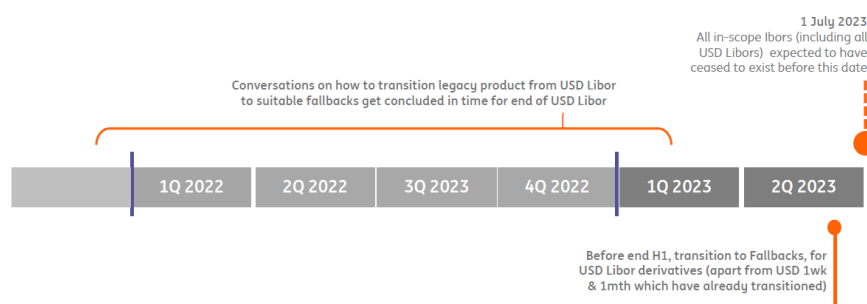 1 July 2023
All in-scope Ibors (including all
USD Libors) expected to have
ceased to exist before this date
Conversations on how to transition legacy product from USD Libor
to suitable fallbacks get concluded in time for end of USD Libor
1Q 2022
2Q 2022
3Q 2023
4Q 2022
1Q 2023
2Q 2023
Before end H1, transition to Fallbacks, for
USD Libor derivatives (apart from USD 1wk
& 1mth which have already transitioned)